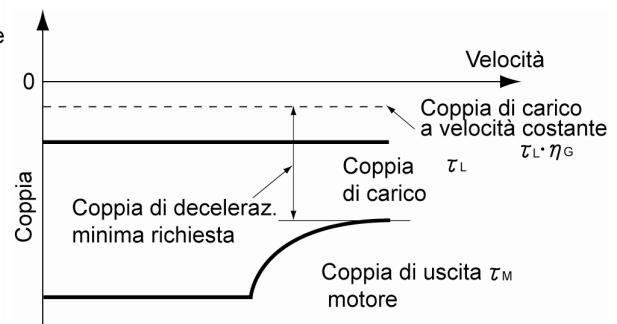 e
Velocità
0
Coppia di carico
a velocità costante
τL·ηG
Coppia τL
di carico
Coppia di deceleraz.
minima richiesta
Coppia
Coppia di uscita τM
motore